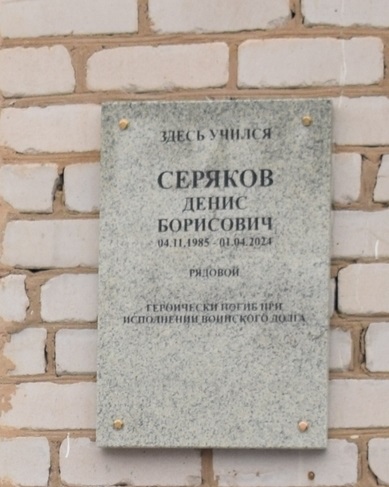 ЗДЕСЬ УЧИЛСЯ
СЕРЯКОВ
ДЕНИС
БОРИСОВИЧ
04.11.1985 - 01.04.2024
РЯДОВОЙ
ГЕРОИЧЕСКИ ПОГИБ ПРИ
ИСПОЛНЕНИИ ВОИНСКОГО ДОЛГА